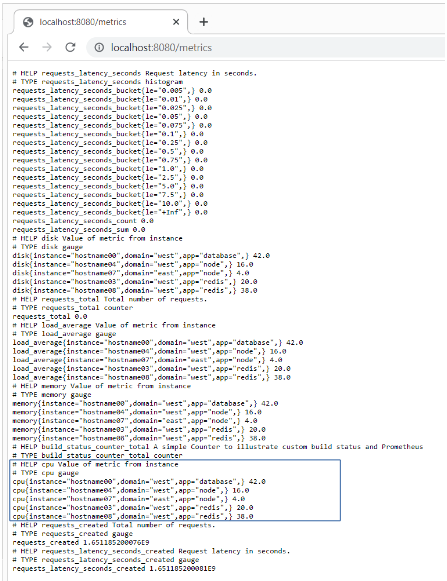 localhost:8080/metrics
localhost:8080/metrics
# HELP requests_latency_seconds Request latency in seconds.
# TYPE requests_latency_seconds histogram
requests_latency_seconds_bucket{le="0.005",} 0.0
requests_latency_seconds_bucket{le="0.01",} 0.0
requests_latency_seconds_bucket{le="0.025",} 0.0
requests_latency_seconds_bucket{le="0.05",} 0.0
requests_latency_seconds_bucket{le="0.075",} 0.0
requests_latency_seconds_bucket{le="0.1",} 0.0
requests_latency_seconds_bucket{le="0.25",} 0.0
requests_latency_seconds_bucket{le="0.5",} 0.0
requests_latency_seconds_bucket{le="0.75",} 0.0
requests_latency_seconds_bucket{le="1.0",} 0.0
requests_latency_seconds_bucket{le="2.5",} 0.0
requests_latency_seconds_bucket{le="5.0",} 0.0
requests_latency_seconds_bucket{le="7.5",} 0.0
requests_latency_seconds_bucket{le="10.0",} 0.0
requests_latency_seconds_bucket{le="+Inf",} 0.0
requests_latency_seconds_count 0.0
requests_latency_seconds_sum 0.0
# HELP disk Value of metric from instance
# TYPE disk gauge
disk{instance="hostname00",domain="west",app="database",} 42.0
disk{instance="hostname04",domain="west",app="node",} 16.0
disk{instance="hostname07",domain="east",app="node",} 4.0
disk{instance="hostname03",domain="west",app="redis",} 20.0
disk{instance="hostname08",domain="west",app="redis",} 38.0
# HELP requests_total Total number of requests.
# TYPE requests_total counter
requests_total 0.0
# HELP load_average Value of metric from instance
# TYPE load_average gauge
load_average{instance="hostname00",domain="west",app="database",} 42.0
load_average{instance="hostname04",domain="west",app="node",} 16.0
load_average{instance="hostname07",domain="east",app="node",} 4.0
load_average{instance="hostname03",domain="west",app="redis",} 20.0
load_average{instance="hostname08",domain="west",app="redis",} 38.0
# HELP memory Value of metric from instance
# TYPE memory gauge
memory{instance="hostname00",domain="west",app="database",} 42.0
memory{instance="hostname04",domain="west",app="node",} 16.0
memory{instance="hostname07",domain="east",app="node",} 4.0
memory{instance="hostname03",domain="west",app="redis",} 20.0
memory{instance="hostname08",domain="west",app="redis",} 38.0
# HELP build_status_counter_total A simple Counter to illustrate custom build status and Prometheus
# TYPE build_status_counter_total counter
# HELP cpu Value of metric from instance
# TYPE cpu gauge
cpu{instance="hostname00",domain="west",app="database",} 42.0
cpu{instance="hostname04",domain="west",app="node",} 16.0
cpu{instance="hostname07",domain="east",app="node",} 4.0
cpu{instance="hostname03",domain="west",app="redis",} 20.0
cpu{instance="hostname08",domain="west",app="redis",} 38.0
# HELP requests_created Total number of requests.
# TYPE requests_created gauge
requests_created 1.651185200076E9
# HELP requests_latency_seconds_created Request latency in seconds.
# TYPE requests_latency_seconds_created gauge
requests_latency_seconds_created 1.651185200081E9